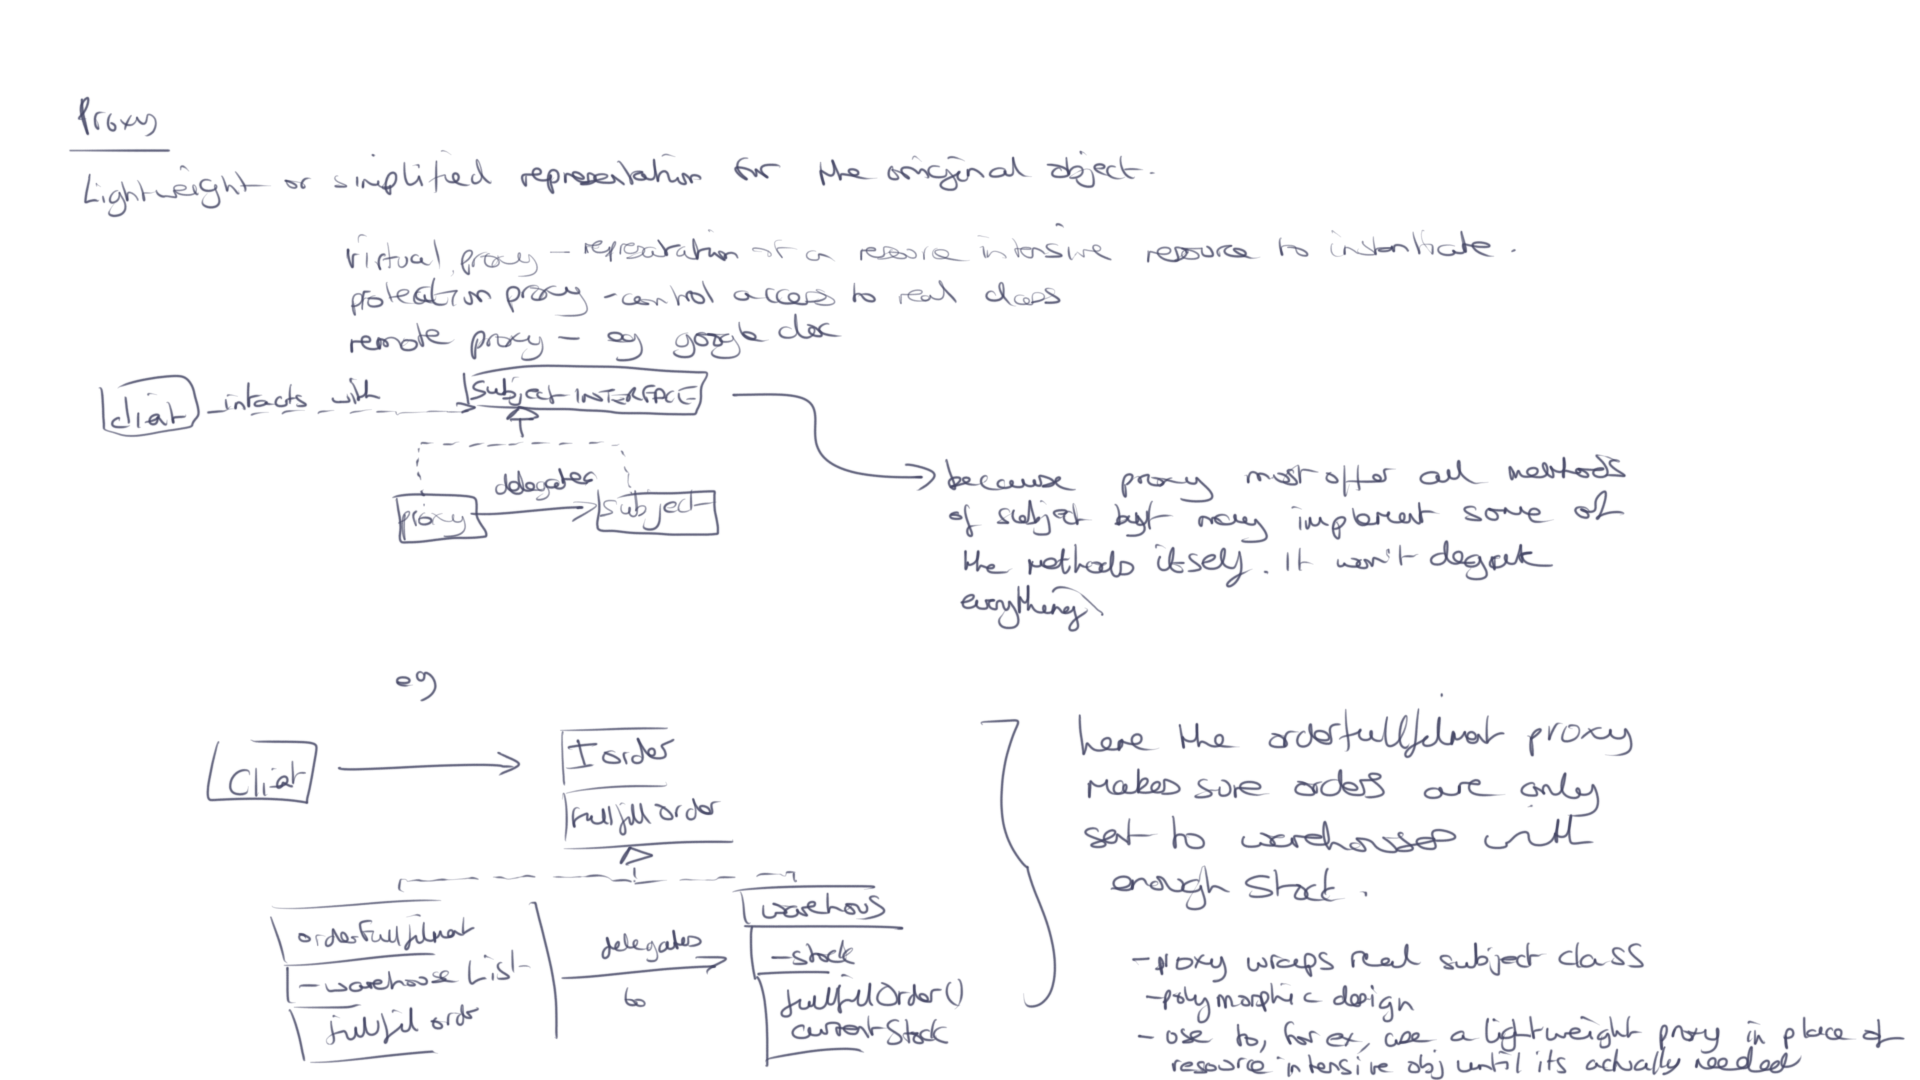 Proxy
Lightweight or simplified representation for the original object.
virtual proxy - representation of a resource intensive resource to instantiate.
protection proxy - control access to real class
remote proxy - eg google doc
client intacts with Subject INTERFACE
delegates
proxy subject
because proxy most offer all methods
of subject but may implement some of
the methods itself. It won't delegate
everything
eg
Client
Iorder
fullfill order
orderFullfilment
- warehouse List
fullfil order
delegates
to
warehous
- stock
fullfillOrder()
currentStock
here the orderfullfilment proxy
makes sure orders are only
sent to warehouses with
enough stock.
- proxy wraps real subject class
- polymorphic design
- use to, for ex, use a lightweight proxy in place of
resource intensive obj until its actually needed